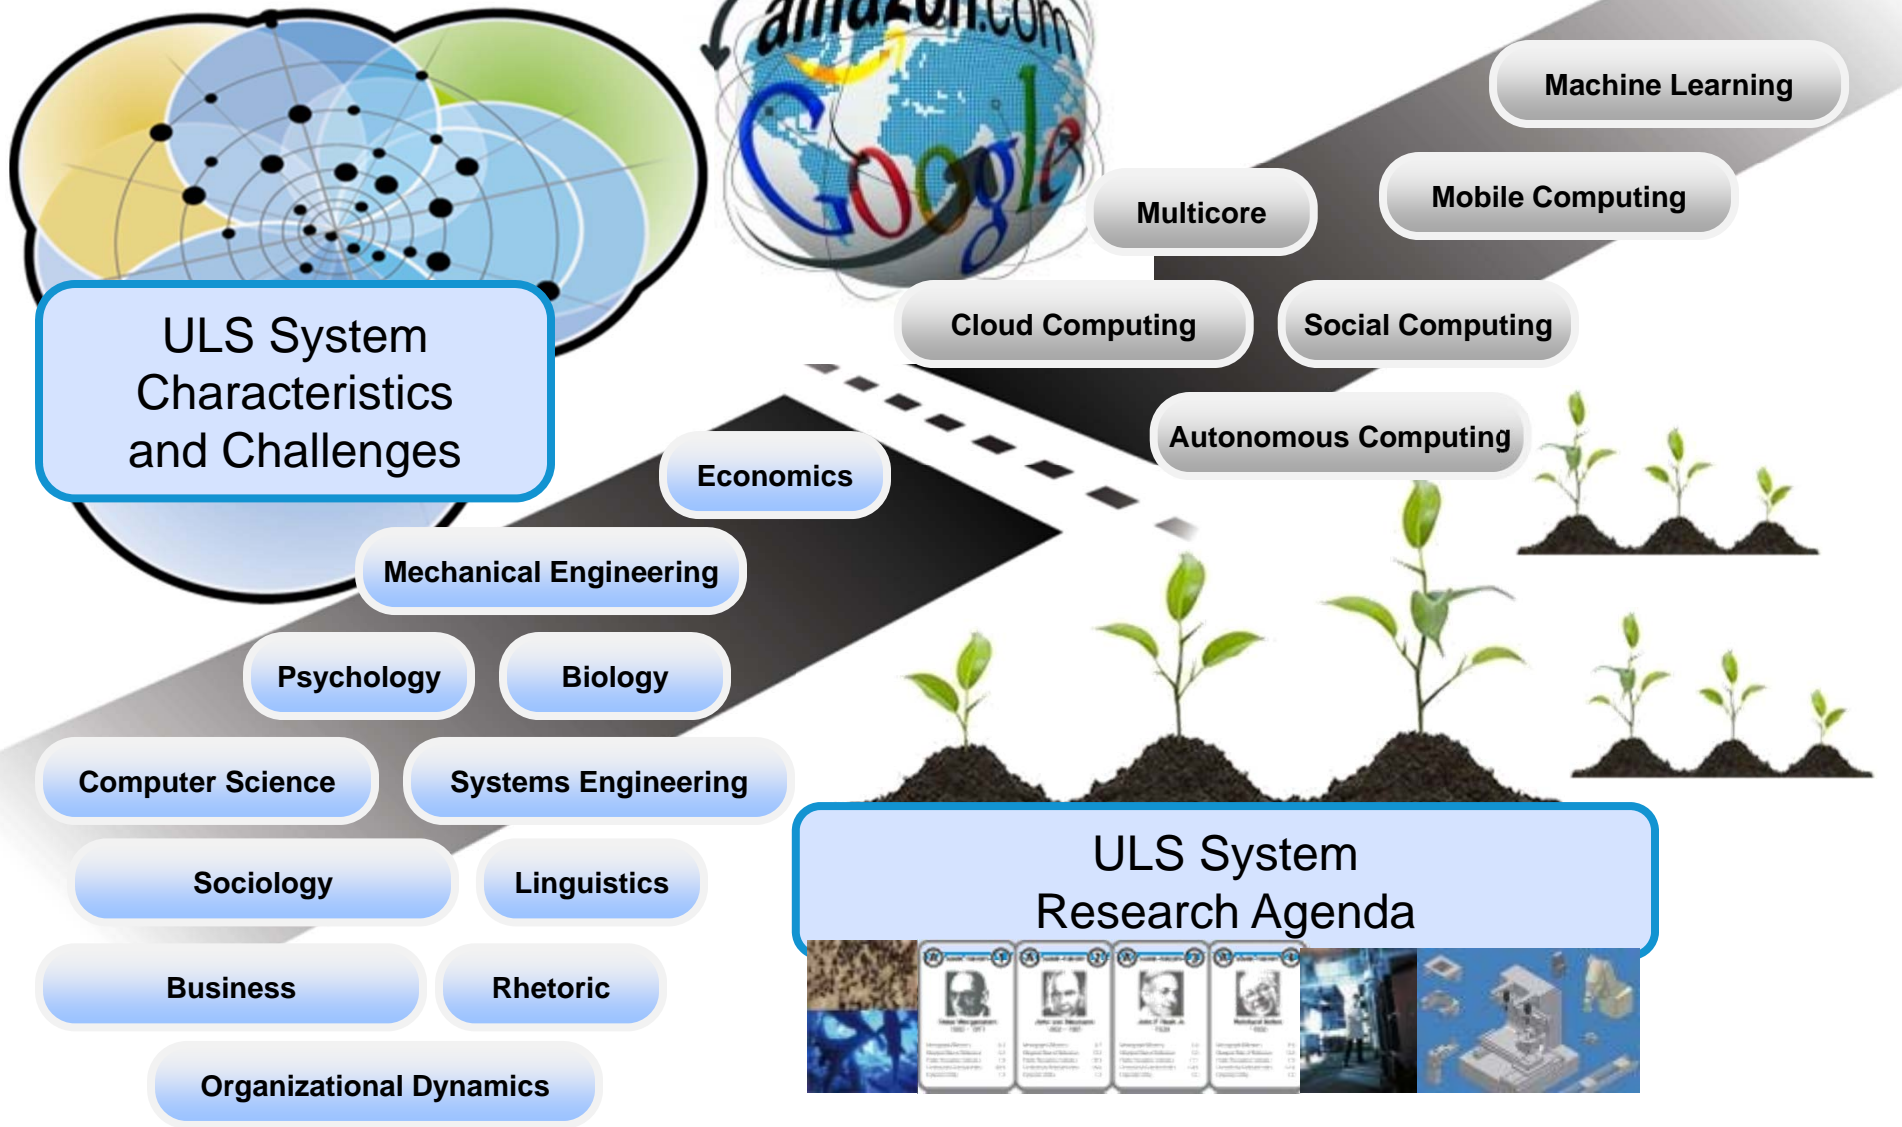 amazon.com
Google
Machine Learning
Mobile Computing
Multicore
Cloud Computing
Social Computing
Autonomous Computing
ULS System
Characteristics
and Challenges
Economics
Mechanical Engineering
Psychology
Biology
Computer Science
Systems Engineering
Sociology
Linguistics
Business
Rhetoric
Organizational Dynamics
ULS System
Research Agenda